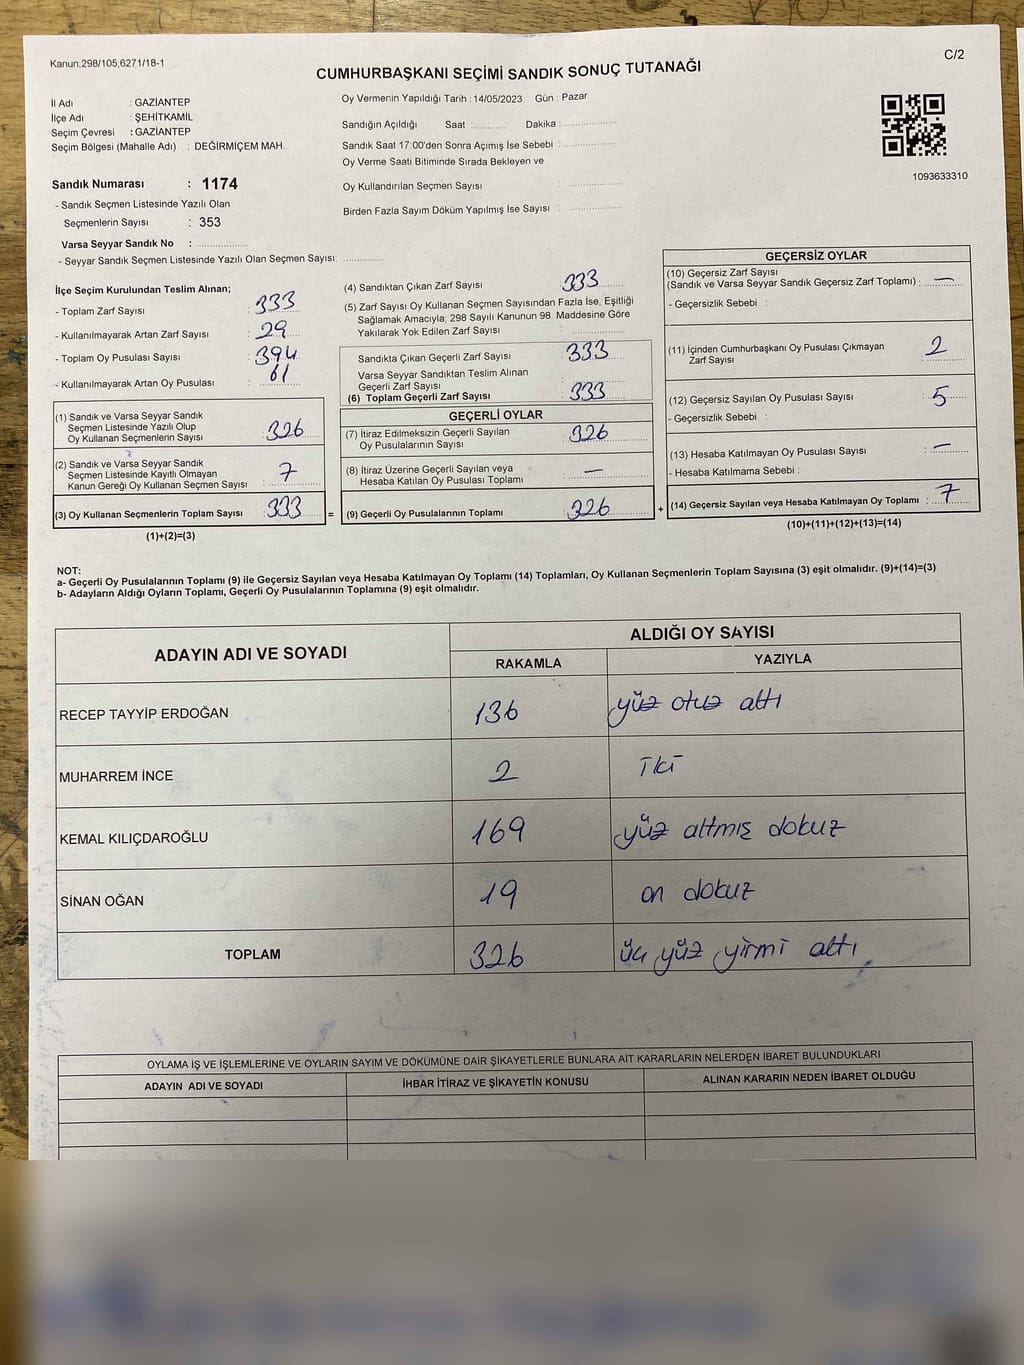 Kanun;298/105;6271/18-1
C/2
CUMHURBAŞKANI SEÇİMİ SANDIK SONUÇ TUTANAĞI
İl Adı : GAZİANTEP
İlçe Adı : ŞEHİTKAMİL
Seçim Çevresi : GAZİANTEP
Seçim Bölgesi (Mahalle Adı) : DEĞİRMİÇEM MAH.
Sandık Numarası : 1174
- Sandık Seçmen Listesinde Yazılı Olan
Seçmenlerin Sayısı : 353
Varsa Seyyar Sandık No : ................
- Seyyar Sandık Seçmen Listesinde Yazılı Olan Seçmen Sayısı: .............
Oy Vermenin Yapıldığı Tarih : 14/05/2023 Gün : Pazar
Sandığın Açıldığı Saat :........... Dakika : ................
Sandık Saat 17:00'den Sonra Açımış İse Sebebi : ................
Oy Verme Saati Bitiminde Sırada Bekleyen ve
Oy Kullandırılan Seçmen Sayısı : ................
Birden Fazla Sayım Döküm Yapılmış İse Sayısı : ................
1093633310
İlçe Seçim Kurulundan Teslim Alınan;
- Toplam Zarf Sayısı : 333
- Kullanılmayarak Artan Zarf Sayısı : 29
- Toplam Oy Pusulası Sayısı : 394
- Kullanılmayarak Artan Oy Pusulası : 61
(1) Sandık ve Varsa Seyyar Sandık
Seçmen Listesinde Yazılı Olup
Oy Kullanan Seçmenlerin Sayısı : 326
(2) Sandık ve Varsa Seyyar Sandık
Seçmen Listesinde Kayıtlı Olmayan
Kanun Gereği Oy Kullanan Seçmen Sayısı : 7
(3) Oy Kullanan Seçmenlerin Toplam Sayısı : 333 =
(1)+(2)=(3)
(4) Sandıktan Çıkan Zarf Sayısı : 333
(5) Zarf Sayısı Oy Kullanan Seçmen Sayısından Fazla İse, Eşitliği
Sağlamak Amacıyla; 298 Sayılı Kanunun 98. Maddesine Göre
Yakılarak Yok Edilen Zarf Sayısı : ................
Sandıkta Çıkan Geçerli Zarf Sayısı : 333
Varsa Seyyar Sandıktan Teslim Alınan
Geçerli Zarf Sayısı : ................
(6) Toplam Geçerli Zarf Sayısı : 333
GEÇERLİ OYLAR
(7) İtiraz Edilmeksizin Geçerli Sayılan
Oy Pusulalarının Sayısı : 326
(8) İtiraz Üzerine Geçerli Sayılan veya
Hesaba Katılan Oy Pusulası Toplamı : —
(9) Geçerli Oy Pusulalarının Toplamı : 326 +
GEÇERSİZ OYLAR
(10) Geçersiz Zarf Sayısı
(Sandık ve Varsa Seyyar Sandık Geçersiz Zarf Toplamı) : —
- Geçersizlik Sebebi :
(11) İçinden Cumhurbaşkanı Oy Pusulası Çıkmayan
Zarf Sayısı : 2
(12) Geçersiz Sayılan Oy Pusulası Sayısı : 5
- Geçersizlik Sebebi :
(13) Hesaba Katılmayan Oy Pusulası Sayısı : —
- Hesaba Katılmama Sebebi :
(14) Geçersiz Sayılan veya Hesaba Katılmayan Oy Toplamı : 7
(10)+(11)+(12)+(13)=(14)
NOT:
a- Geçerli Oy Pusulalarının Toplamı (9) ile Geçersiz Sayılan veya Hesaba Katılmayan Oy Toplamı (14) Toplamları, Oy Kullanan Seçmenlerin Toplam Sayısına (3) eşit olmalıdır. (9)+(14)=(3)
b- Adayların Aldığı Oyların Toplamı, Geçerli Oy Pusulalarının Toplamına (9) eşit olmalıdır.
ADAYIN ADI VE SOYADI
ALDIĞI OY SAYISI
RAKAMLA YAZIYLA
RECEP TAYYİP ERDOĞAN 136 yüz otuz altı
MUHARREM İNCE 2 iki
KEMAL KILIÇDAROĞLU 169 yüz altmış dokuz
SİNAN OĞAN 19 on dokuz
TOPLAM 326 üç yüz yirmi altı
OYLAMA İŞ VE İŞLEMLERİNE VE OYLARIN SAYIM VE DÖKÜMÜNE DAİR ŞİKAYETLERLE BUNLARA AİT KARARLARIN NELERDEN İBARET BULUNDUKLARI
ADAYIN ADI VE SOYADI İHBAR İTİRAZ VE ŞİKAYETİN KONUSU ALINAN KARARIN NEDEN İBARET OLDUĞU